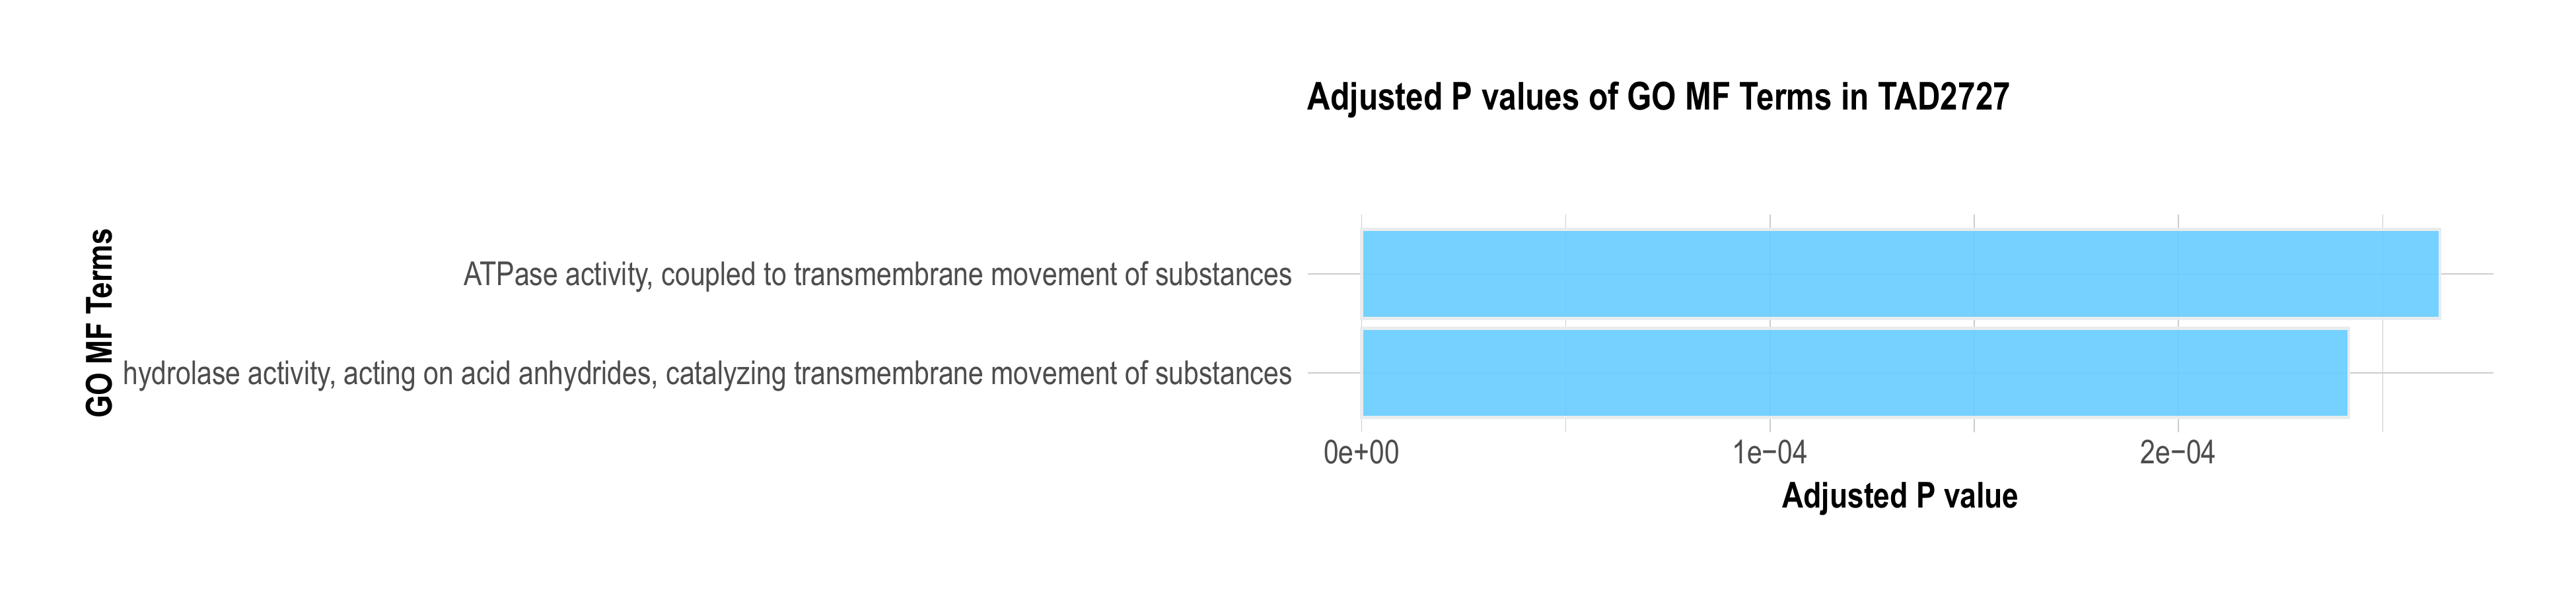 Adjusted P values of GO MF Terms in TAD2727
GO MF Terms
ATPase activity, coupled to transmembrane movement of substances
hydrolase activity, acting on acid anhydrides, catalyzing transmembrane movement of substances
0e+00 1e−04 2e−04
Adjusted P value